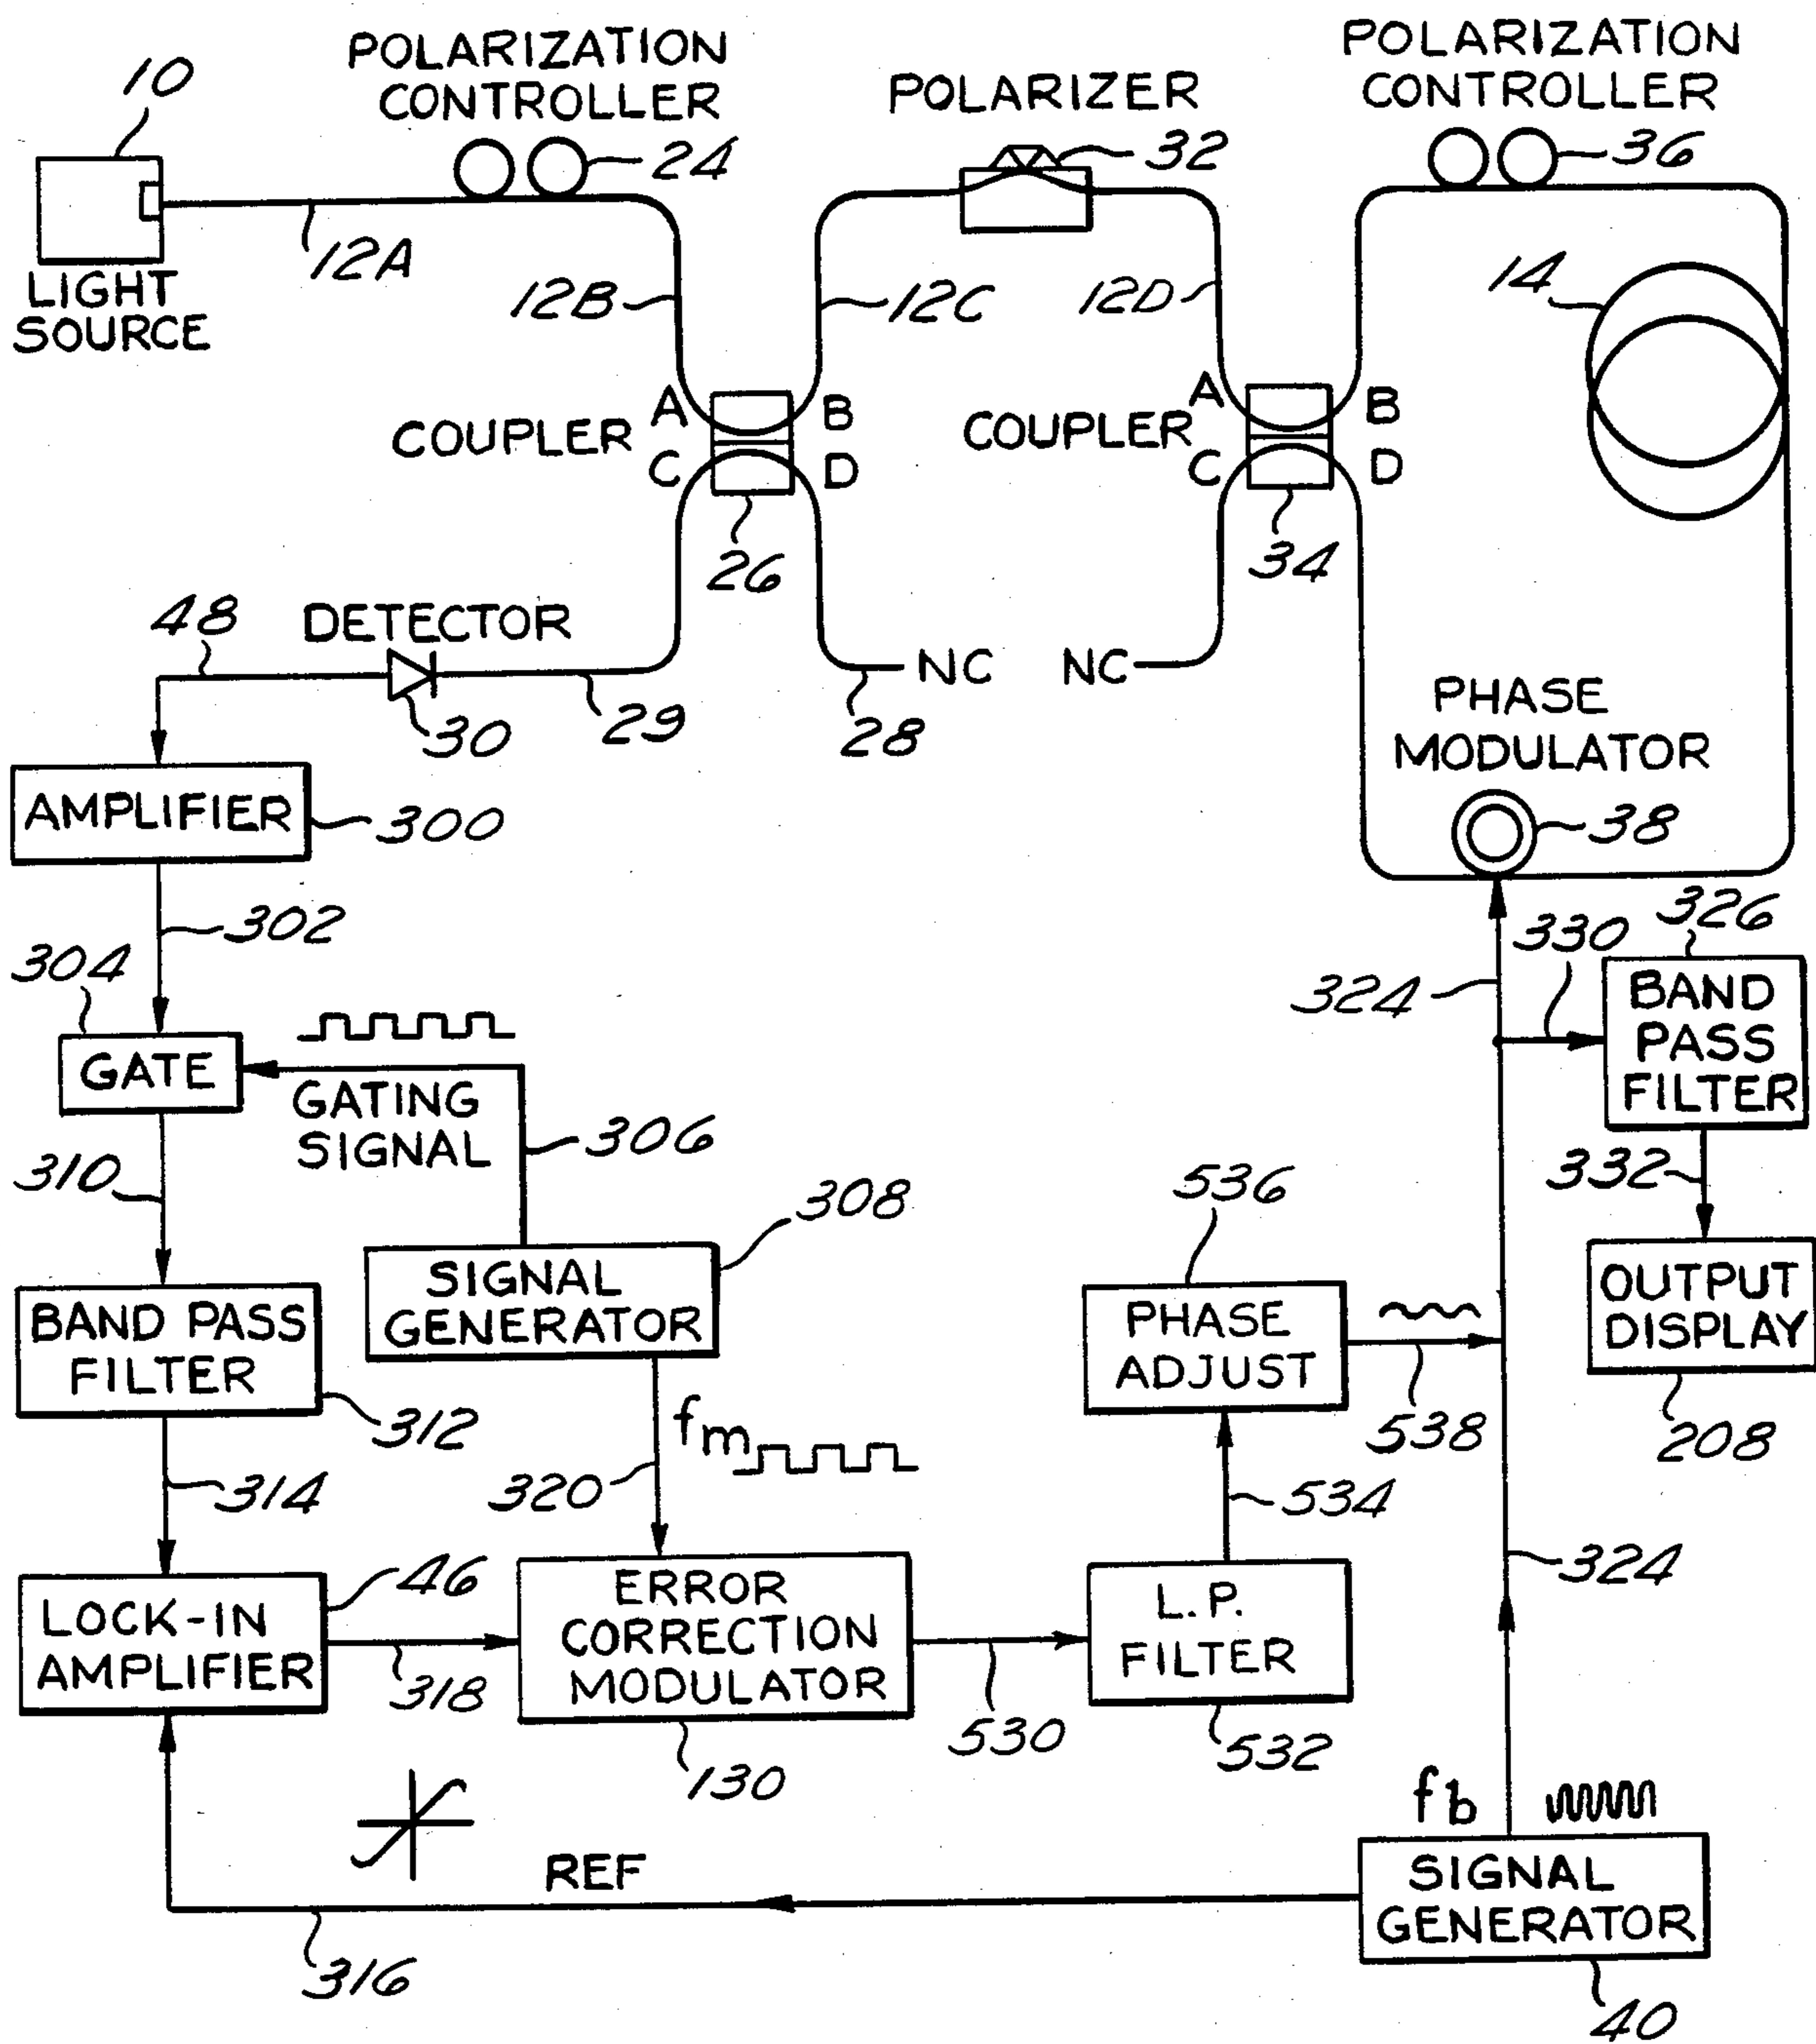 10
POLARIZATION
CONTROLLER
24
POLARIZER
32
POLARIZATION
CONTROLLER
36
LIGHT
SOURCE
12A
12B
12C
12D
14
COUPLER
A
B
C
D
26
COUPLER
A
B
C
D
34
48
DETECTOR
30
29
NC
28
NC
PHASE
MODULATOR
38
AMPLIFIER
300
302
304
GATE
GATING
SIGNAL
306
324
330
326
BAND
PASS
FILTER
332
310
308
SIGNAL
GENERATOR
536
PHASE
ADJUST
538
OUTPUT
DISPLAY
208
BAND PASS
FILTER
312
fm
320
314
534
324
46
LOCK-IN
AMPLIFIER
318
ERROR
CORRECTION
MODULATOR
130
530
L.P.
FILTER
532
fb
REF
316
SIGNAL
GENERATOR
40